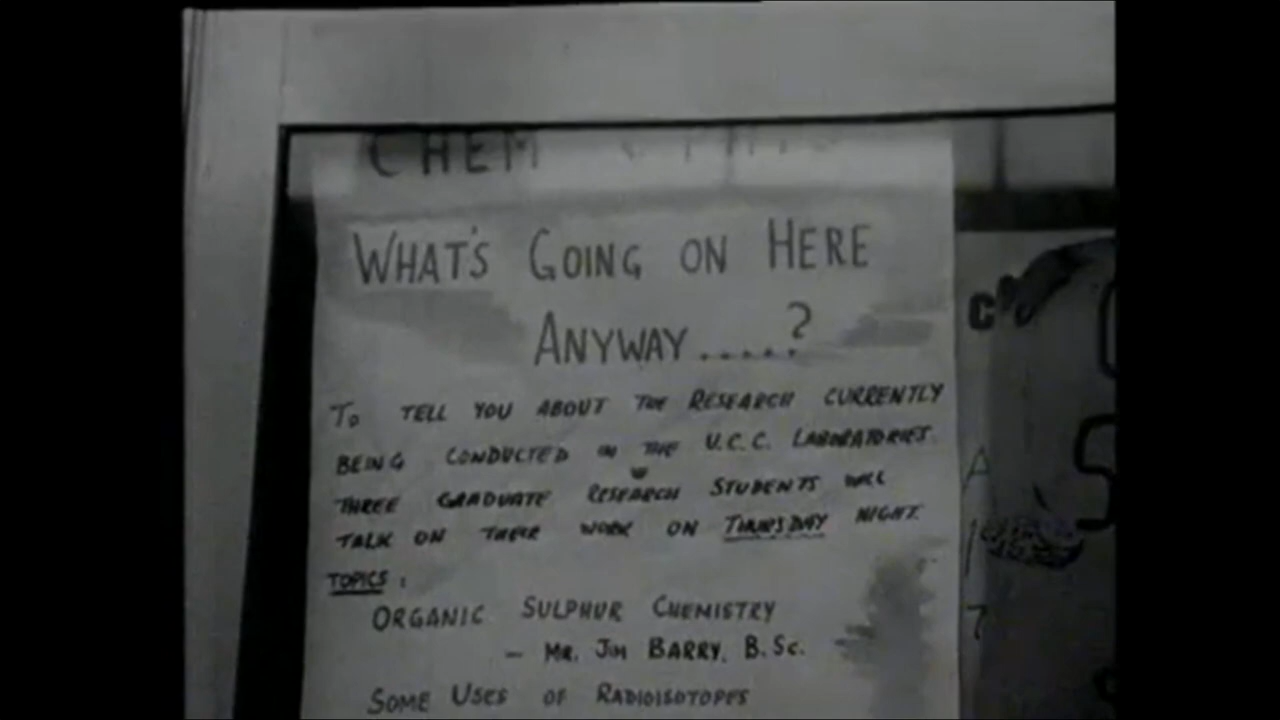 CHEM
WHAT'S GOING ON HERE
ANYWAY.....?
TO TELL YOU ABOUT THE RESEARCH CURRENTLY
BEING CONDUCTED IN THE U.C.C. LABORATORIES
THREE GRADUATE RESEARCH STUDENTS WILL
TALK ON THEIR WORK ON THURSDAY NIGHT.
TOPICS:
ORGANIC SULPHUR CHEMISTRY
– MR. JIM BARRY, B.Sc.
SOME USES OF RADIOISOTOPES